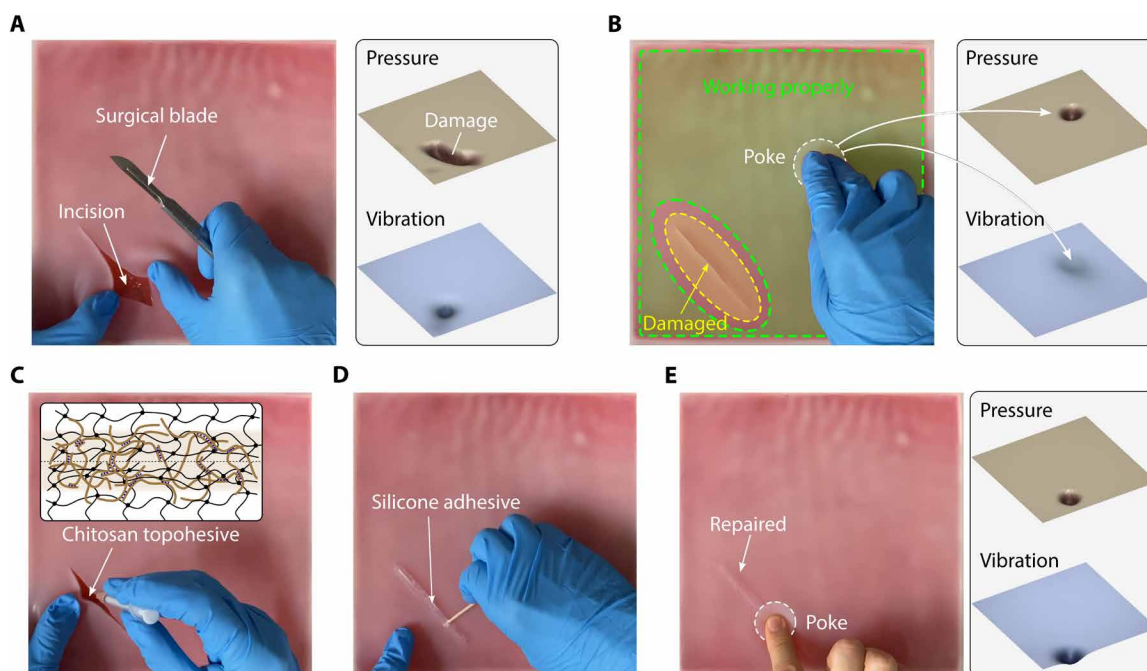 A
Surgical blade
Incision
Pressure
Damage
Vibration
B
Working properly
Poke
Damaged
Pressure
Vibration
C
Chitosan topohesive
D
Silicone adhesive
E
Repaired
Poke
Pressure
Vibration